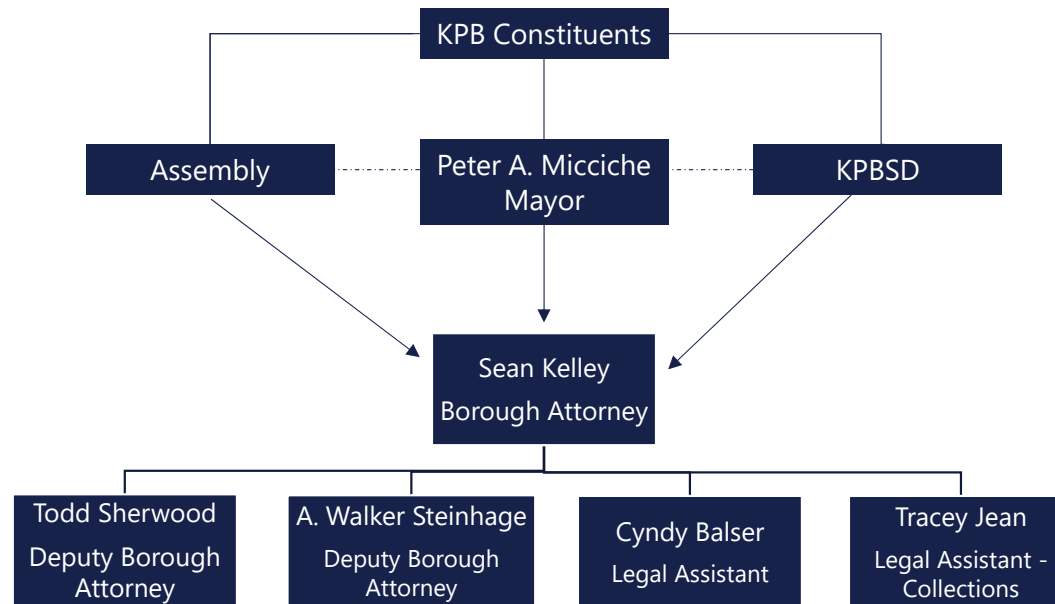 KPB Constituents
Assembly
Peter A. Micciche
Mayor
KPBSD
Sean Kelley
Borough Attorney
Todd Sherwood
Deputy Borough
Attorney
A. Walker Steinhage
Deputy Borough
Attorney
Cyndy Balser
Legal Assistant
Tracey Jean
Legal Assistant -
Collections